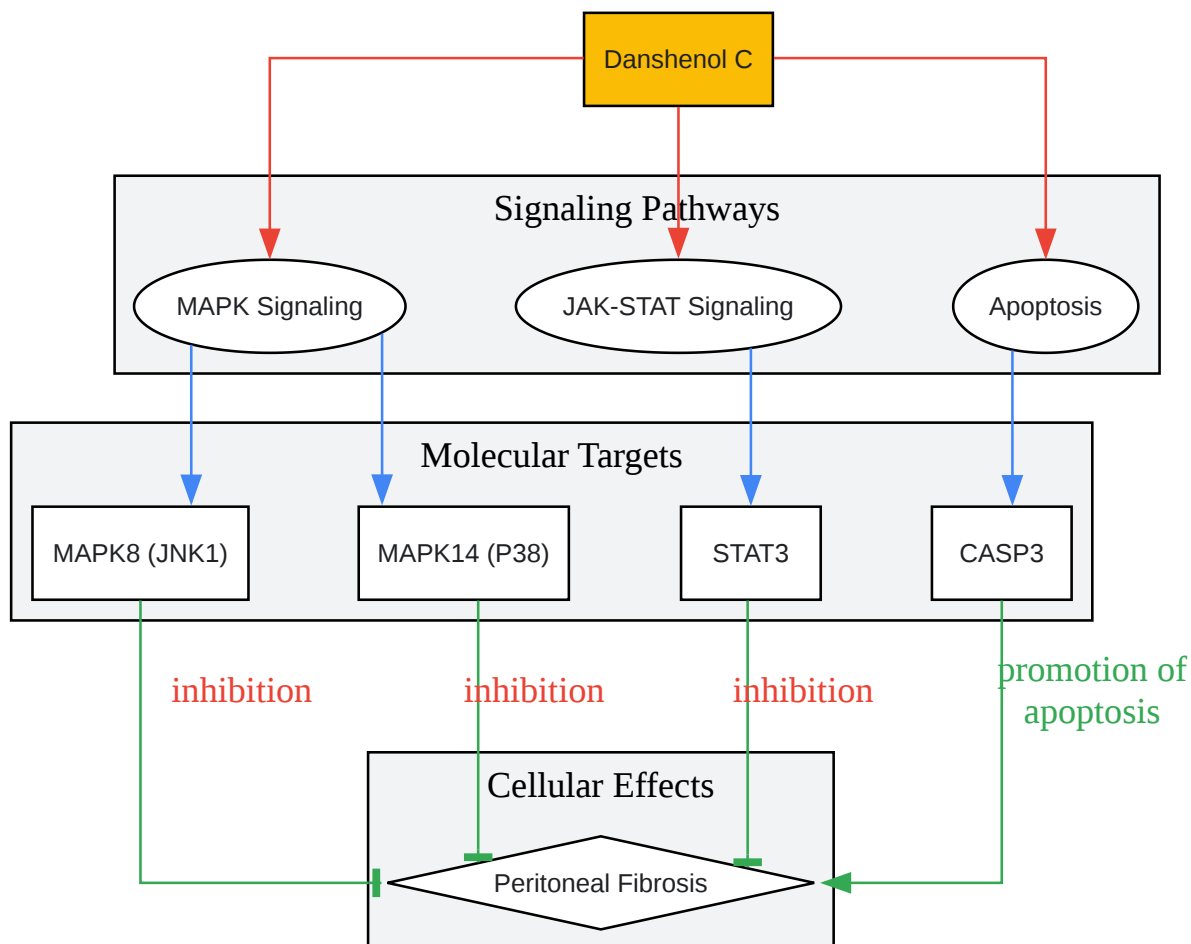 Danshenol C
Signaling Pathways
MAPK Signaling
JAK-STAT Signaling
Apoptosis
Molecular Targets
MAPK8 (JNK1)
MAPK14 (P38)
STAT3
CASP3
inhibition
inhibition
inhibition
promotion of
apoptosis
Cellular Effects
Peritoneal Fibrosis